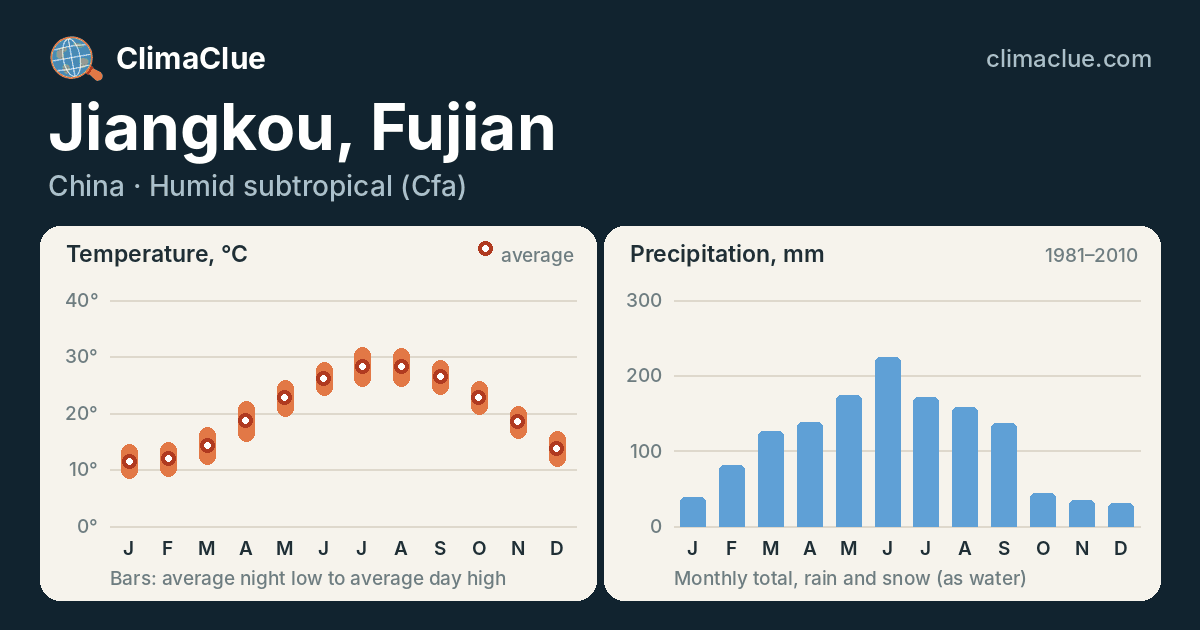 ClimaClue
climaclue.com
Jiangkou, Fujian
China · Humid subtropical (Cfa)
Temperature, °C
average
40°
30°
20°
10°
0°
J F M A M J J A S O N D
Bars: average night low to average day high
Precipitation, mm
1981–2010
300
200
100
0
J F M A M J J A S O N D
Monthly total, rain and snow (as water)